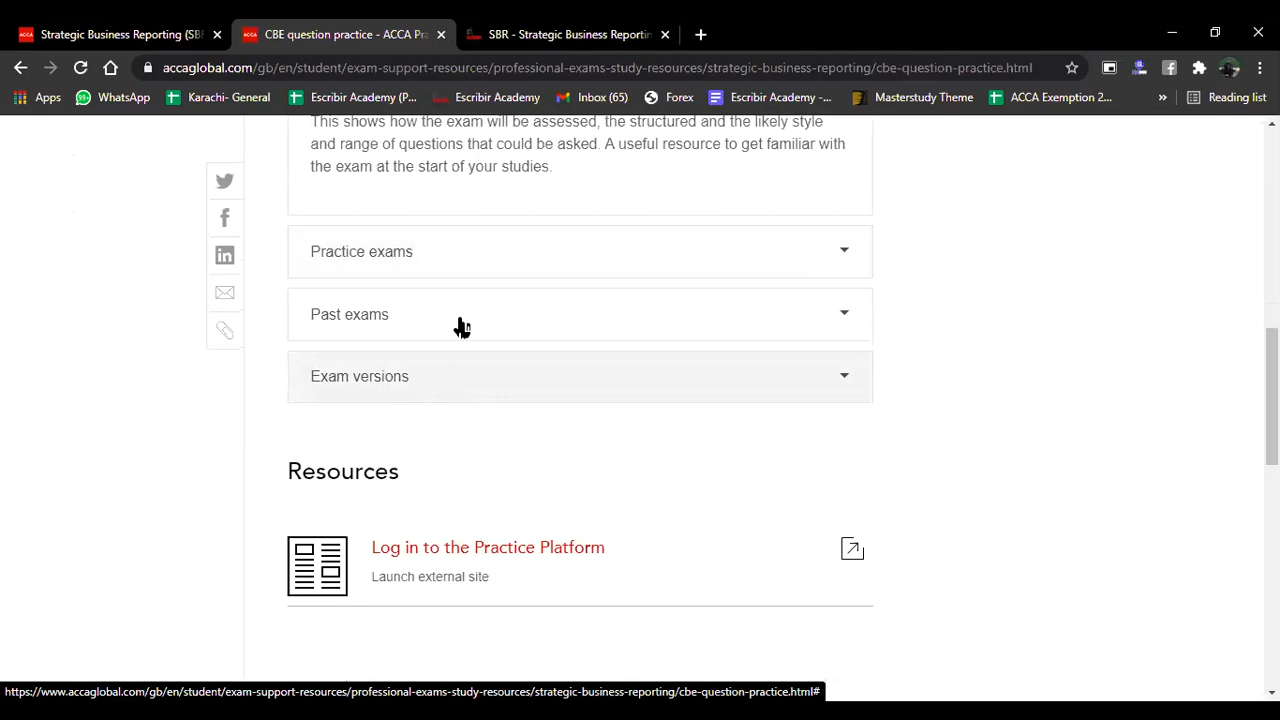 Strategic Business Reporting (SB
CBE question practice - ACCA Pr
SBR - Strategic Business Reportin
accaglobal.com/gb/en/student/exam-support-resources/professional-exams-study-resources/strategic-business-reporting/cbe-question-practice.html
Apps
WhatsApp
Karachi- General
Escribir Academy (P...
Escribir Academy
Inbox (65)
Forex
Escribir Academy -...
Masterstudy Theme
ACCA Exemption 2...
»
Reading list
This shows how the exam will be assessed, the structured and the likely style
and range of questions that could be asked. A useful resource to get familiar with
the exam at the start of your studies.
Practice exams
Past exams
Exam versions
Resources
Log in to the Practice Platform
Launch external site
https://www.accaglobal.com/gb/en/student/exam-support-resources/professional-exams-study-resources/strategic-business-reporting/cbe-question-practice.html#